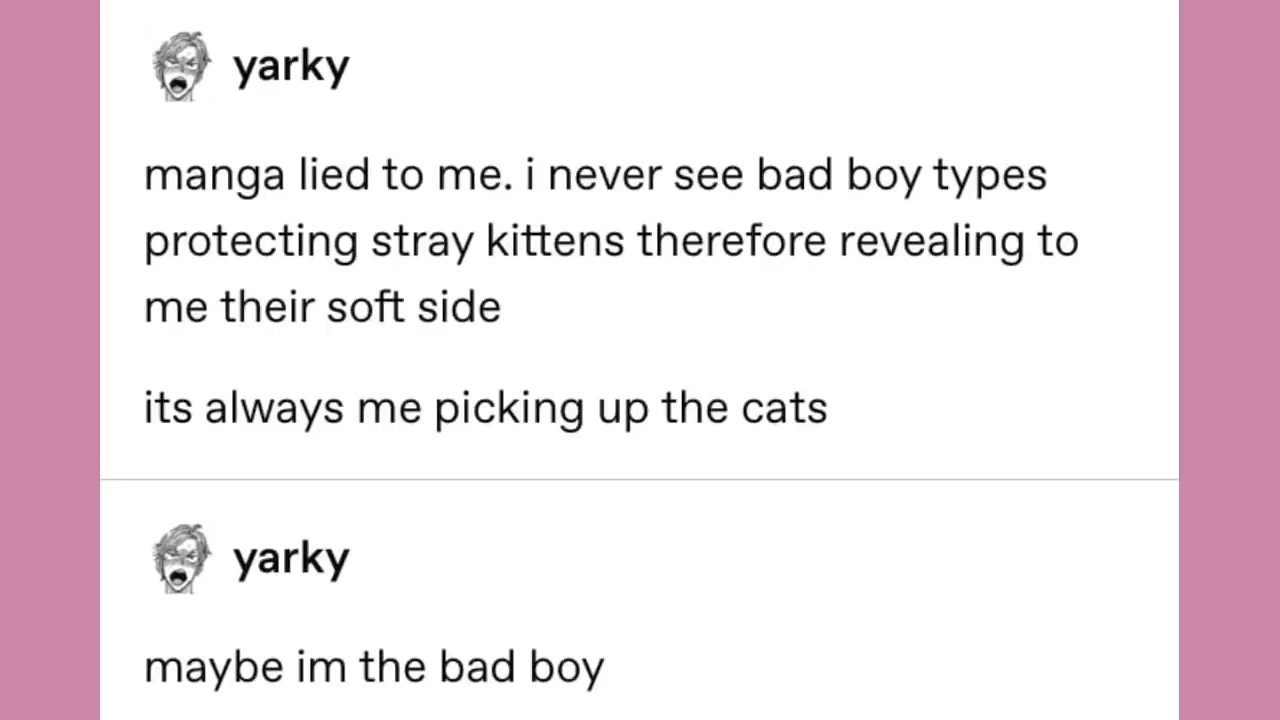 yarky
manga lied to me. i never see bad boy types
protecting stray kittens therefore revealing to
me their soft side
its always me picking up the cats
yarky
maybe im the bad boy